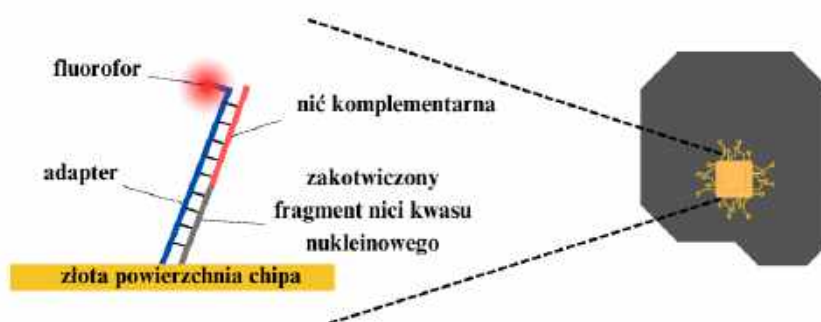 fluorofor
nić komplementarna
adapter
zakotwiczony
fragment nici kwasu
nukleinowego
złota powierzchnia chipa